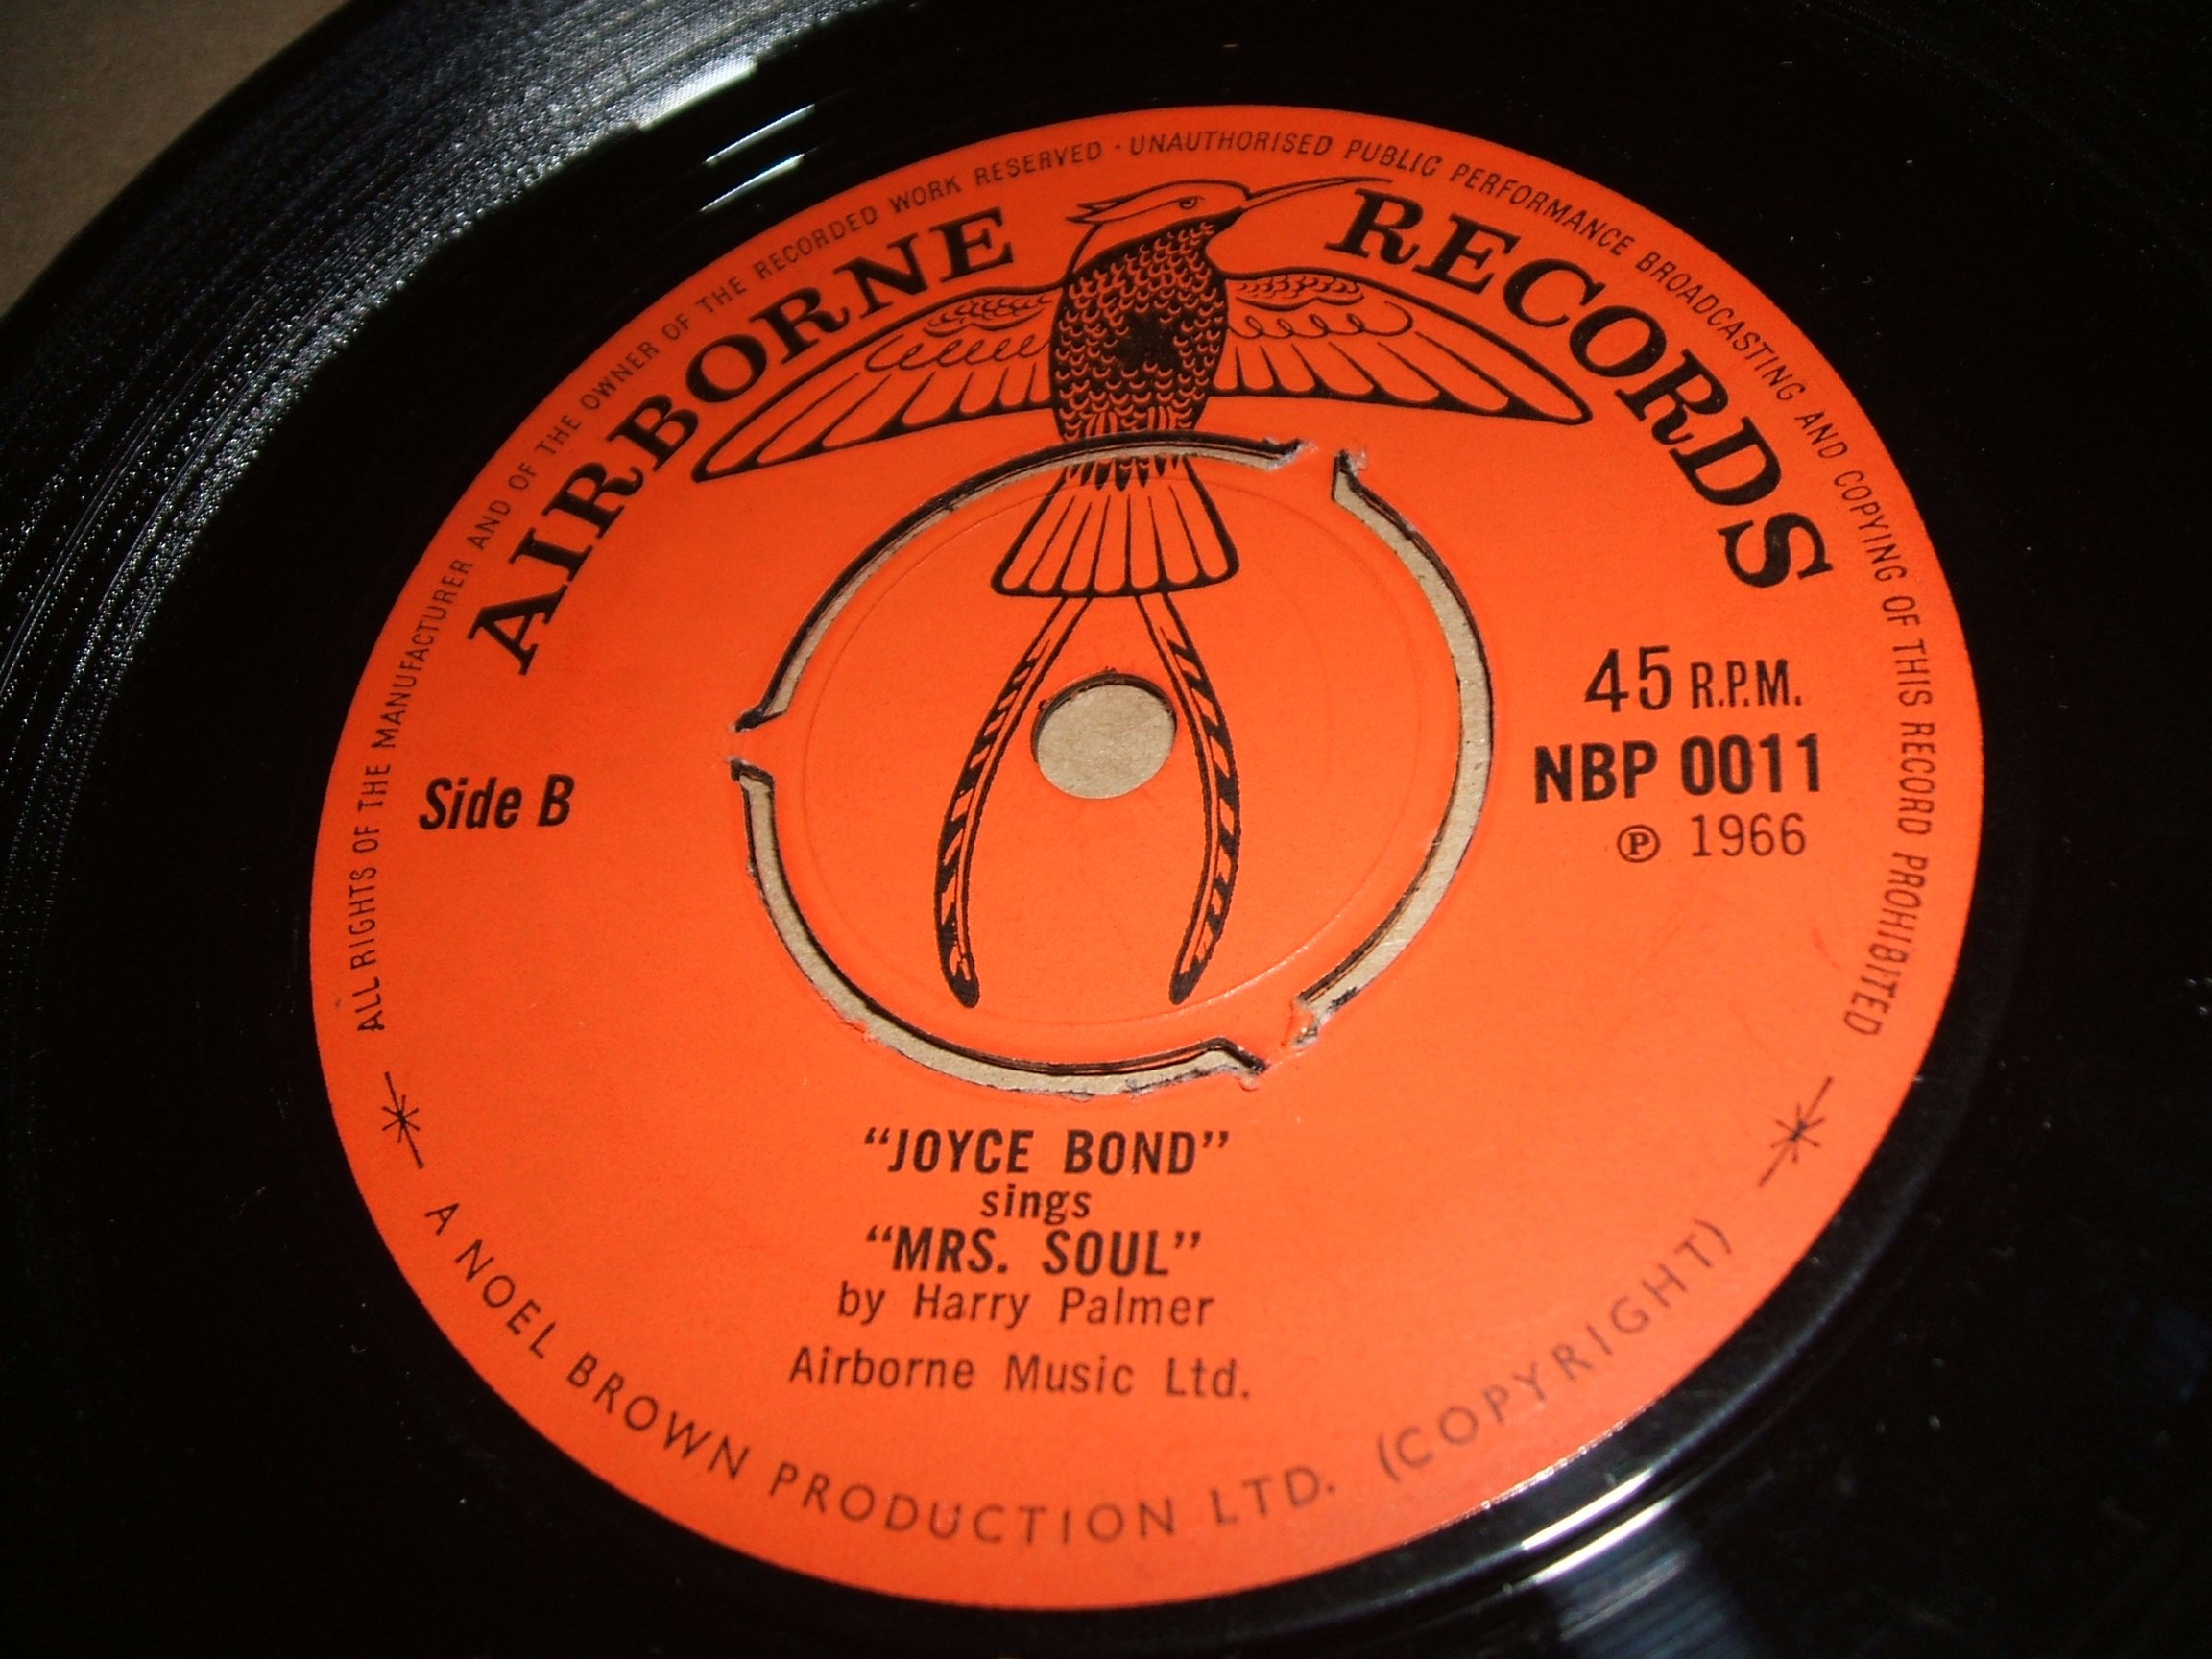 ALL RIGHTS OF THE MANUFACTURER AND OF THE OWNER OF THE RECORDED WORK RESERVED · UNAUTHORISED PUBLIC PERFORMANCE BROADCASTING AND COPYING OF THIS RECORD PROHIBITED
AIRBORNE RECORDS
45 R.P.M.
NBP 0011
℗ 1966
Side B
“JOYCE BOND”
sings
“MRS. SOUL”
by Harry Palmer
Airborne Music Ltd.
A NOEL BROWN PRODUCTION LTD. (COPYRIGHT)